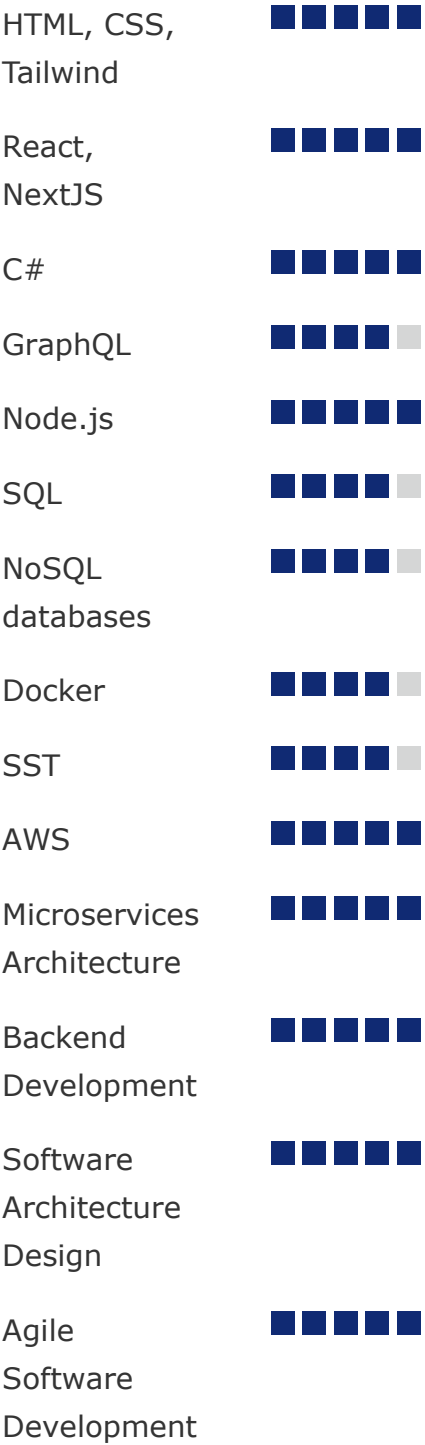 HTML, CSS,
Tailwind
React,
NextJS
C#
GraphQL
Node.js
SQL
NoSQL
databases
Docker
SST
AWS
Microservices
Architecture
Backend
Development
Software
Architecture
Design
Agile
Software
Development